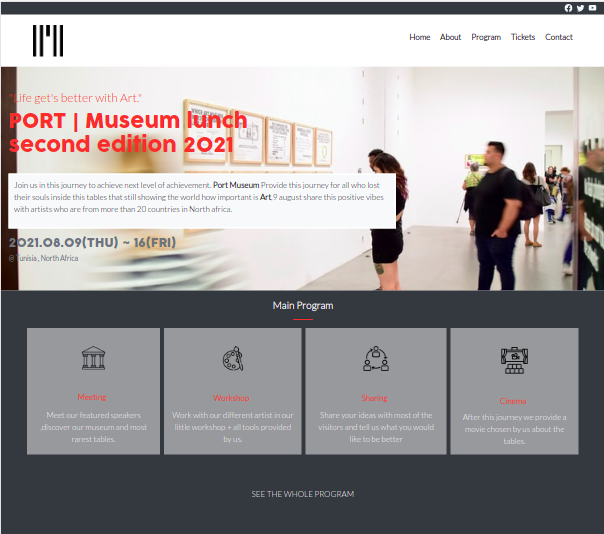 Home About Program Tickets Contact
"Life get's better with Art."
PORT | Museum lunch
second edition 2021
Join us in this journey to achieve next level of achievement. Port Museum Provide this journey for all who lost
their souls inside this tables that still showing the world how important is Art.9 august share this positive vibes
with artists who are from more than 20 countries in North africa.
2021.08.09(THU) ~ 16(FRI)
@Tunisia , North Africa
Main Program
Meeting
Meet our featured speakers
,discover our museum and most
rarest tables.
Workshop
Work with our different artist in our
little workshop + all tools provided
by us.
Sharing
Share your ideas with most of the
visitors and tell us what you would
like to be better
Cinema
After this journey we provide a
movie chosen by us about the
tables.
SEE THE WHOLE PROGRAM